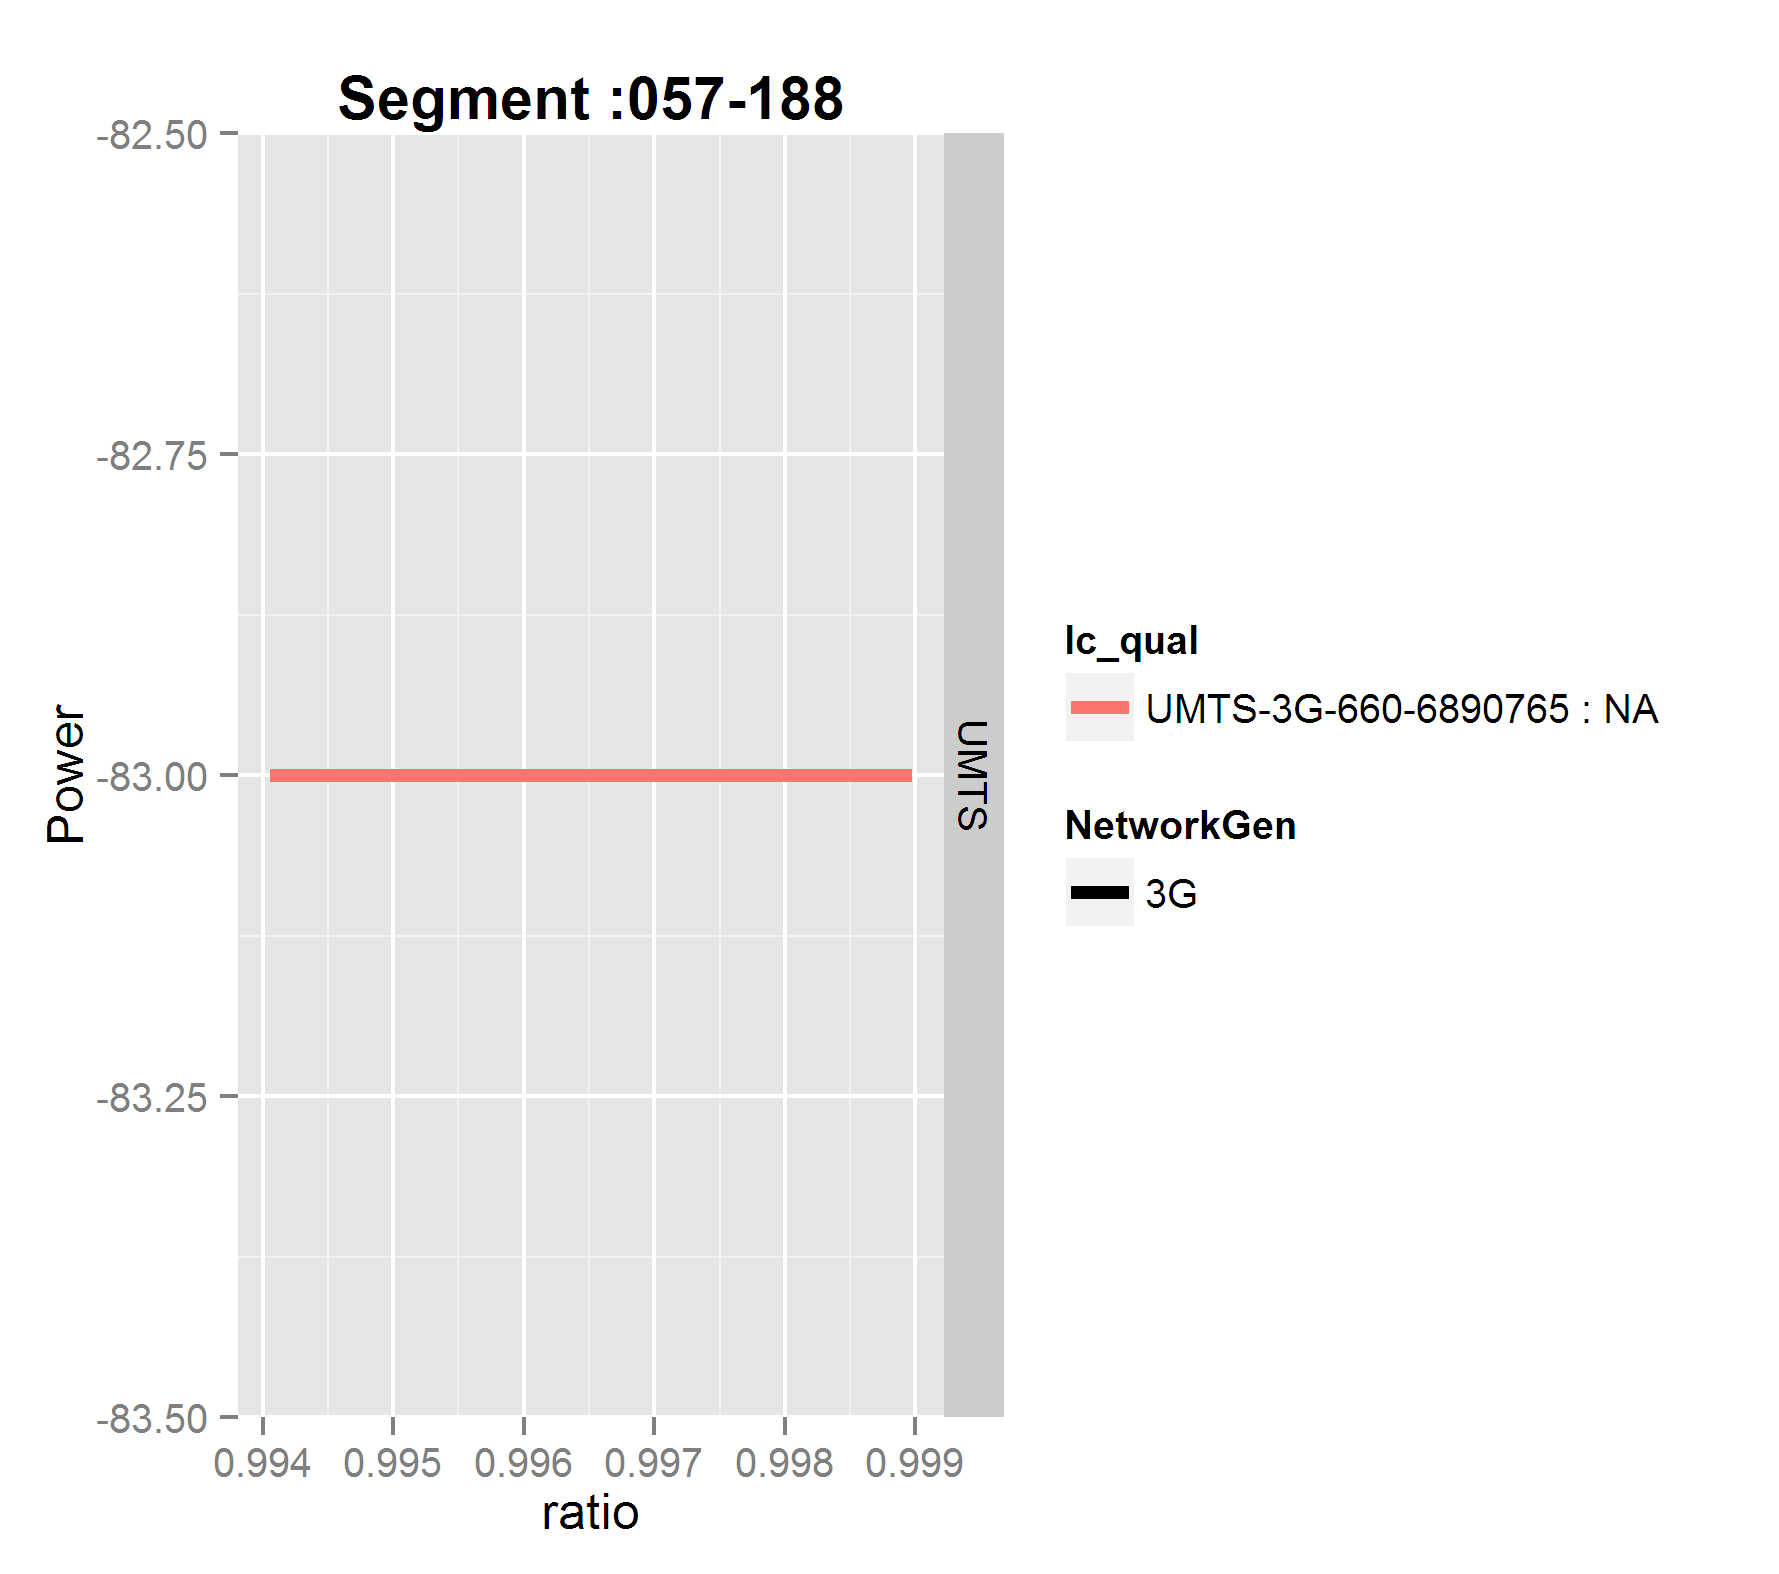 Segment :057-188
-82.50
-82.75
-83.00
-83.25
-83.50
Power
0.994 0.995 0.996 0.997 0.998 0.999
ratio
UMTS
lc_qual
UMTS-3G-660-6890765 : NA
NetworkGen
3G